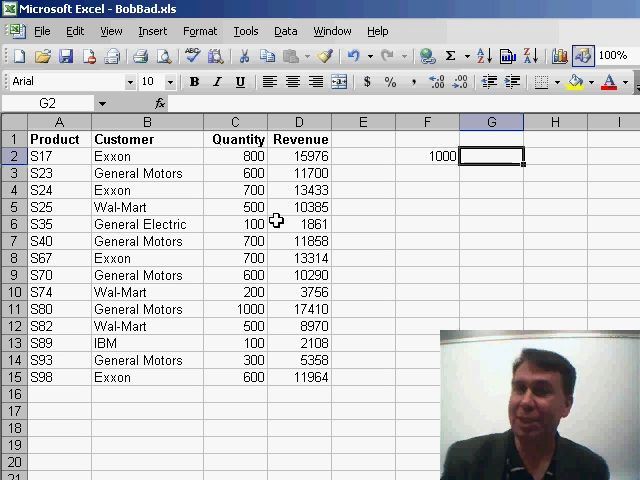 Microsoft Excel - BobBad.xls
File Edit View Insert Format Tools Data Window Help
Σ 100%
Arial 10 B I U $ % ,
G2 fx
A B C D E F G H I
1 Product Customer Quantity Revenue
2 S17 Exxon 800 15976 1000
3 S23 General Motors 600 11700
4 S24 Exxon 700 13433
5 S25 Wal-Mart 500 10385
6 S35 General Electric 100 1861
7 S40 General Motors 700 11858
8 S67 Exxon 700 13314
9 S70 General Motors 600 10290
10 S74 Wal-Mart 200 3756
11 S80 General Motors 1000 17410
12 S82 Wal-Mart 500 8970
13 S89 IBM 100 2108
14 S93 General Motors 300 5358
15 S98 Exxon 600 11964
16
17
18
19
20
21